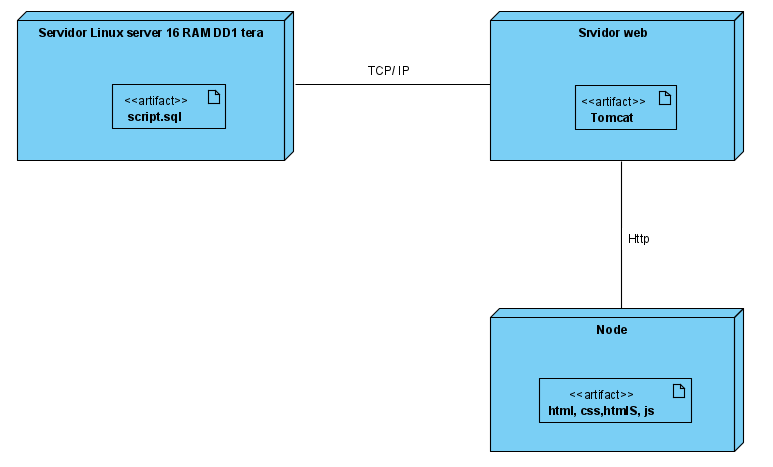 Servidor Linux server 16 RAM DD1 tera
<<artifact>>
script.sql
TCP/ IP
Srvidor web
<<artifact>>
Tomcat
Http
Node
<<artifact>>
html, css,htmlS, js